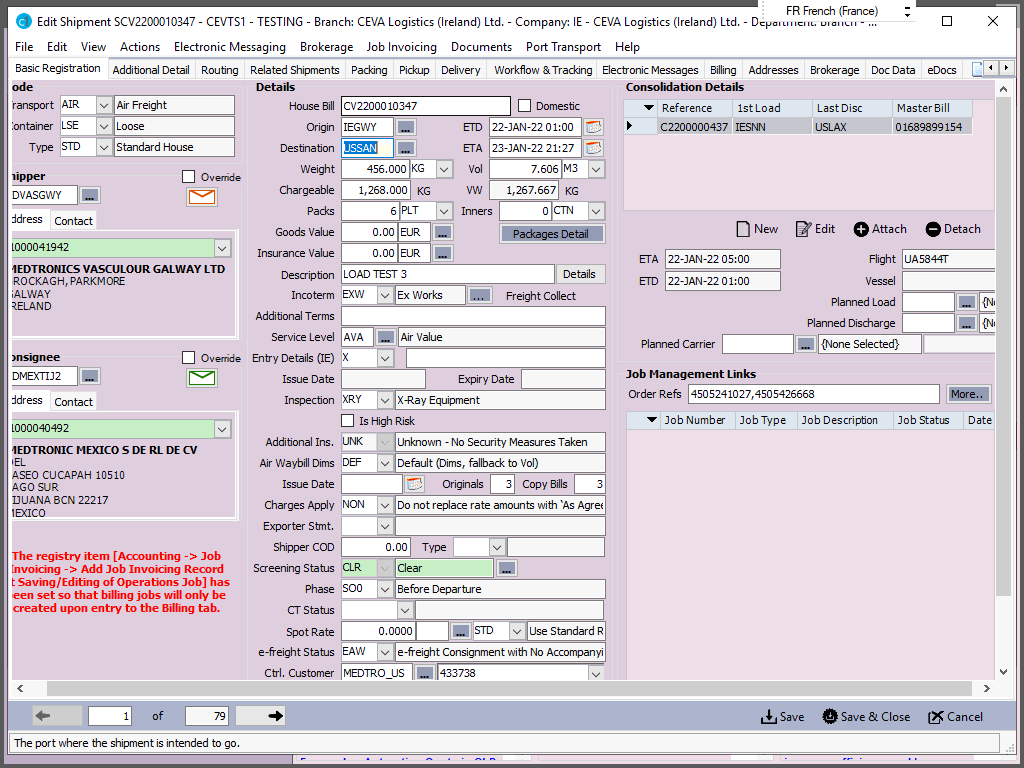 FR French (France)
Edit Shipment SCV2200010347 - CEVTS1 - TESTING - Branch: CEVA Logistics (Ireland) Ltd. - Company: IE - CEVA Logistics (Ireland) Ltd. - Department: Branch - ...
File Edit View Actions Electronic Messaging Brokerage Job Invoicing Documents Port Transport Help
Basic Registration Additional Detail Routing Related Shipments Packing Pickup Delivery Workflow & Tracking Electronic Messages Billing Addresses Brokerage Doc Data eDocs
ode
ransport AIR Air Freight
ontainer LSE Loose
Type STD Standard House
hipper
Override
DVASGWY ...
ddress Contact
1000041942
MEDTRONICS VASCULOUR GALWAY LTD
BROCKAGH, PARKMORE
GALWAY
RELAND
onsignee
Override
DMEXTIJ2 ...
ddress Contact
1000040492
MEDTRONIC MEXICO S DE RL DE CV
DEL
PASEO CUCAPAH 10510
AGO SUR
TIJUANA BCN 22217
MEXICO
The registry item [Accounting -> Job
Invoicing -> Add Job Invoicing Record
t Saving/Editing of Operations Job] has
een set so that billing jobs will only be
created upon entry to the Billing tab.
Details
House Bill CV2200010347 Domestic
Origin IEGWY ... ETD 22-JAN-22 01:00
Destination USSAN ... ETA 23-JAN-22 21:27
Weight 456.000 KG Vol 7.606 M3
Chargeable 1,268.000 KG VW 1,267.667 KG
Packs 6 PLT Inners 0 CTN
Goods Value 0.00 EUR ... Packages Detail
Insurance Value 0.00 EUR ...
Description LOAD TEST 3 Details
Incoterm EXW Ex Works ... Freight Collect
Additional Terms
Service Level AVA ... Air Value
Entry Details (IE) X
Issue Date Expiry Date
Inspection XRY X-Ray Equipment
Is High Risk
Additional Ins. UNK Unknown - No Security Measures Taken
Air Waybill Dims DEF Default (Dims, fallback to Vol)
Issue Date Originals 3 Copy Bills 3
Charges Apply NON Do not replace rate amounts with 'As Agree
Exporter Stmt.
Shipper COD 0.00 Type
Screening Status CLR Clear ...
Phase SO0 Before Departure
CT Status
Spot Rate 0.0000 ... STD Use Standard R
e-freight Status EAW e-freight Consignment with No Accompanyi
Ctrl. Customer MEDTRO_US ... 433738
Consolidation Details
Reference 1st Load Last Disc Master Bill
C2200000437 IESNN USLAX 01689899154
New Edit Attach Detach
ETA 22-JAN-22 05:00 Flight UA5844T
ETD 22-JAN-22 01:00 Vessel
Planned Load ... {No
Planned Discharge ... {No
Planned Carrier ... {None Selected}
Job Management Links
Order Refs 4505241027,4505426668 More..
Job Number Job Type Job Description Job Status Date
1 of 79 Save Save & Close Cancel
The port where the shipment is intended to go.